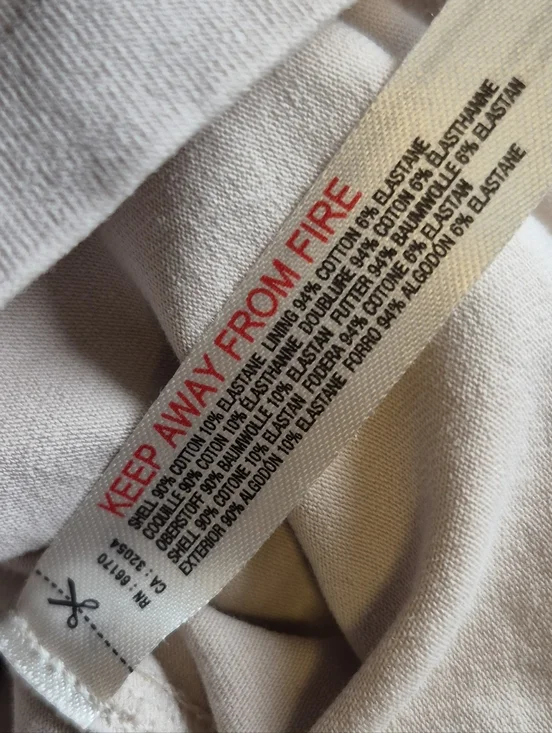 KEEP AWAY FROM FIRE
SHELL 90% COTTON 10% ELASTANE LINING 94% COTTON 6% ELASTANE
COQUILLE 90% COTON 10% ELASTHANNE DOUBLURE 94% COTON 6% ELASTHANNE
OBERSTOFF 90% BAUMWOLLE 10% ELASTAN FUTTER 94% BAUMWOLLE 6% ELASTAN
SHELL 90% COTONE 10% ELASTAN FODERA 94% COTONE 6% ELASTAN
EXTERIOR 90% ALGODÓN 10% ELASTANE FORRO 94% ALGODÓN 6% ELASTANE
RN : 66170
CA : 32054